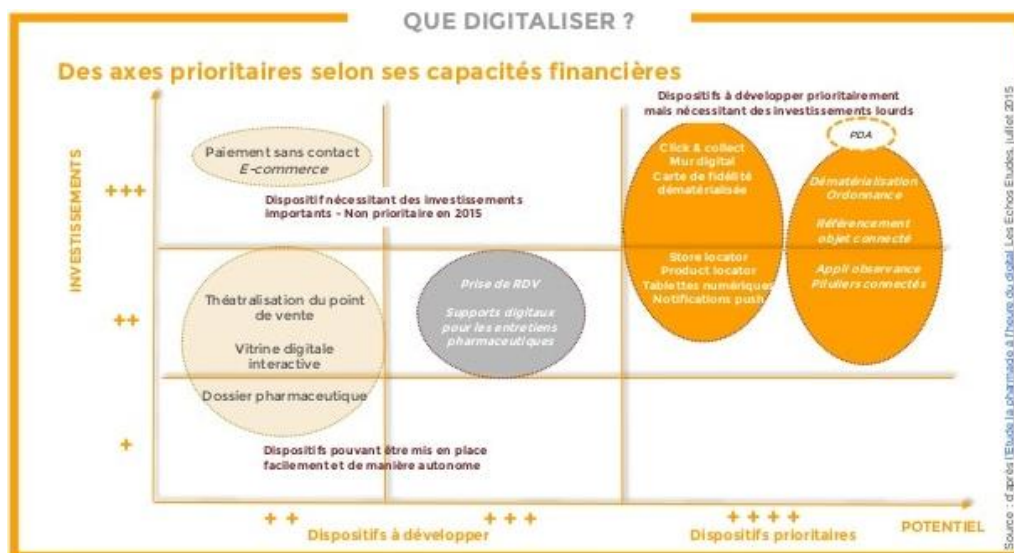 QUE DIGITALISER ?
Des axes prioritaires selon ses capacités financières
Dispositifs à développer prioritairement
mais nécessitant des investissements lourds
INVESTISSEMENTS
+++
Paiement sans contact
E-commerce
Dispositif nécessitant des investissements
importants - Non prioritaire en 2015
Click & collect
Mur digital
Carte de fidélité
dématérialisée
Store locator
Product locator
Tablettes numériques
Notifications push
PDA
Dématérialisation
Ordonnance
Référencement
objet connecté
Appli observance
Piluliers connectés
++
Théatralisation du point
de vente
Vitrine digitale
interactive
Dossier pharmaceutique
Prise de RDV
Supports digitaux
pour les entretiens
pharmaceutiques
+
Dispositifs pouvant être mis en place
facilement et de manière autonome
++
+++
++++
Dispositifs à développer
Dispositifs prioritaires
POTENTIEL
Source : d'après l'Etude la pharmacie à l'heure du digital, Les Echos Etudes, juillet 2015